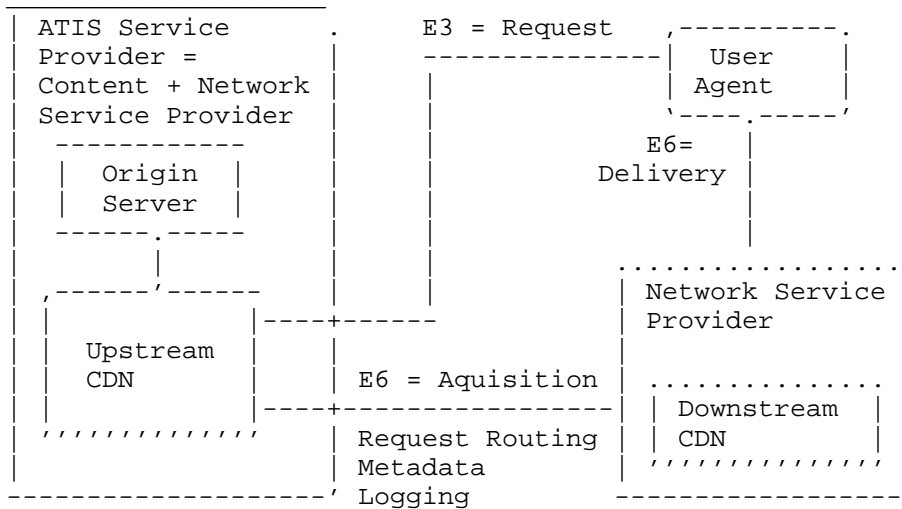 ATIS Service
Provider =
Content + Network
Service Provider
E3 = Request
User
Agent
Origin
Server
E6=
Delivery
Network Service
Provider
Upstream
CDN
E6 = Aquisition
Downstream
CDN
Request Routing
Metadata
Logging